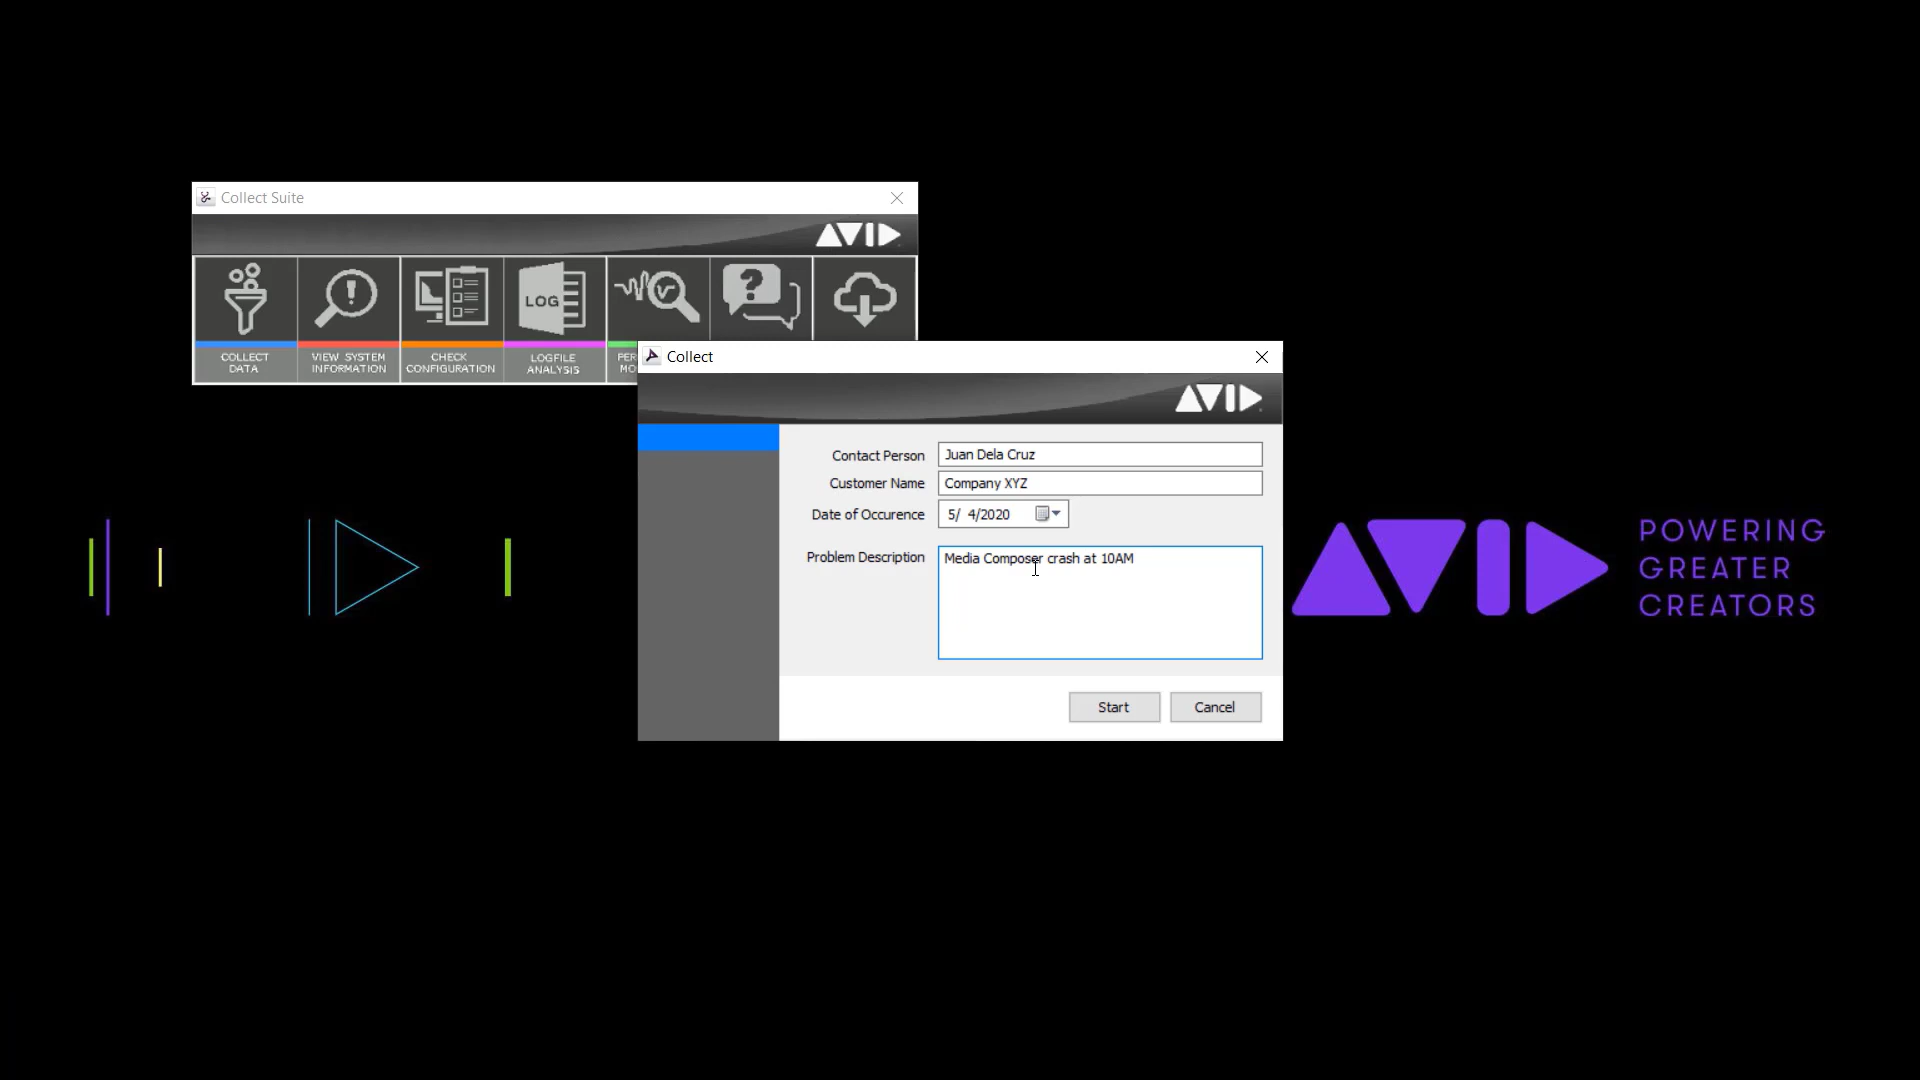 Collect Suite
AVID
LOG
COLLECT
DATA
VIEW SYSTEM
INFORMATION
CHECK
CONFIGURATION
LOGFILE
ANALYSIS
Collect
AVID
Contact Person Juan Dela Cruz
Customer Name Company XYZ
Date of Occurence 5/ 4/2020
Problem Description Media Composer crash at 10AM
Start Cancel
AVID
POWERING
GREATER
CREATORS